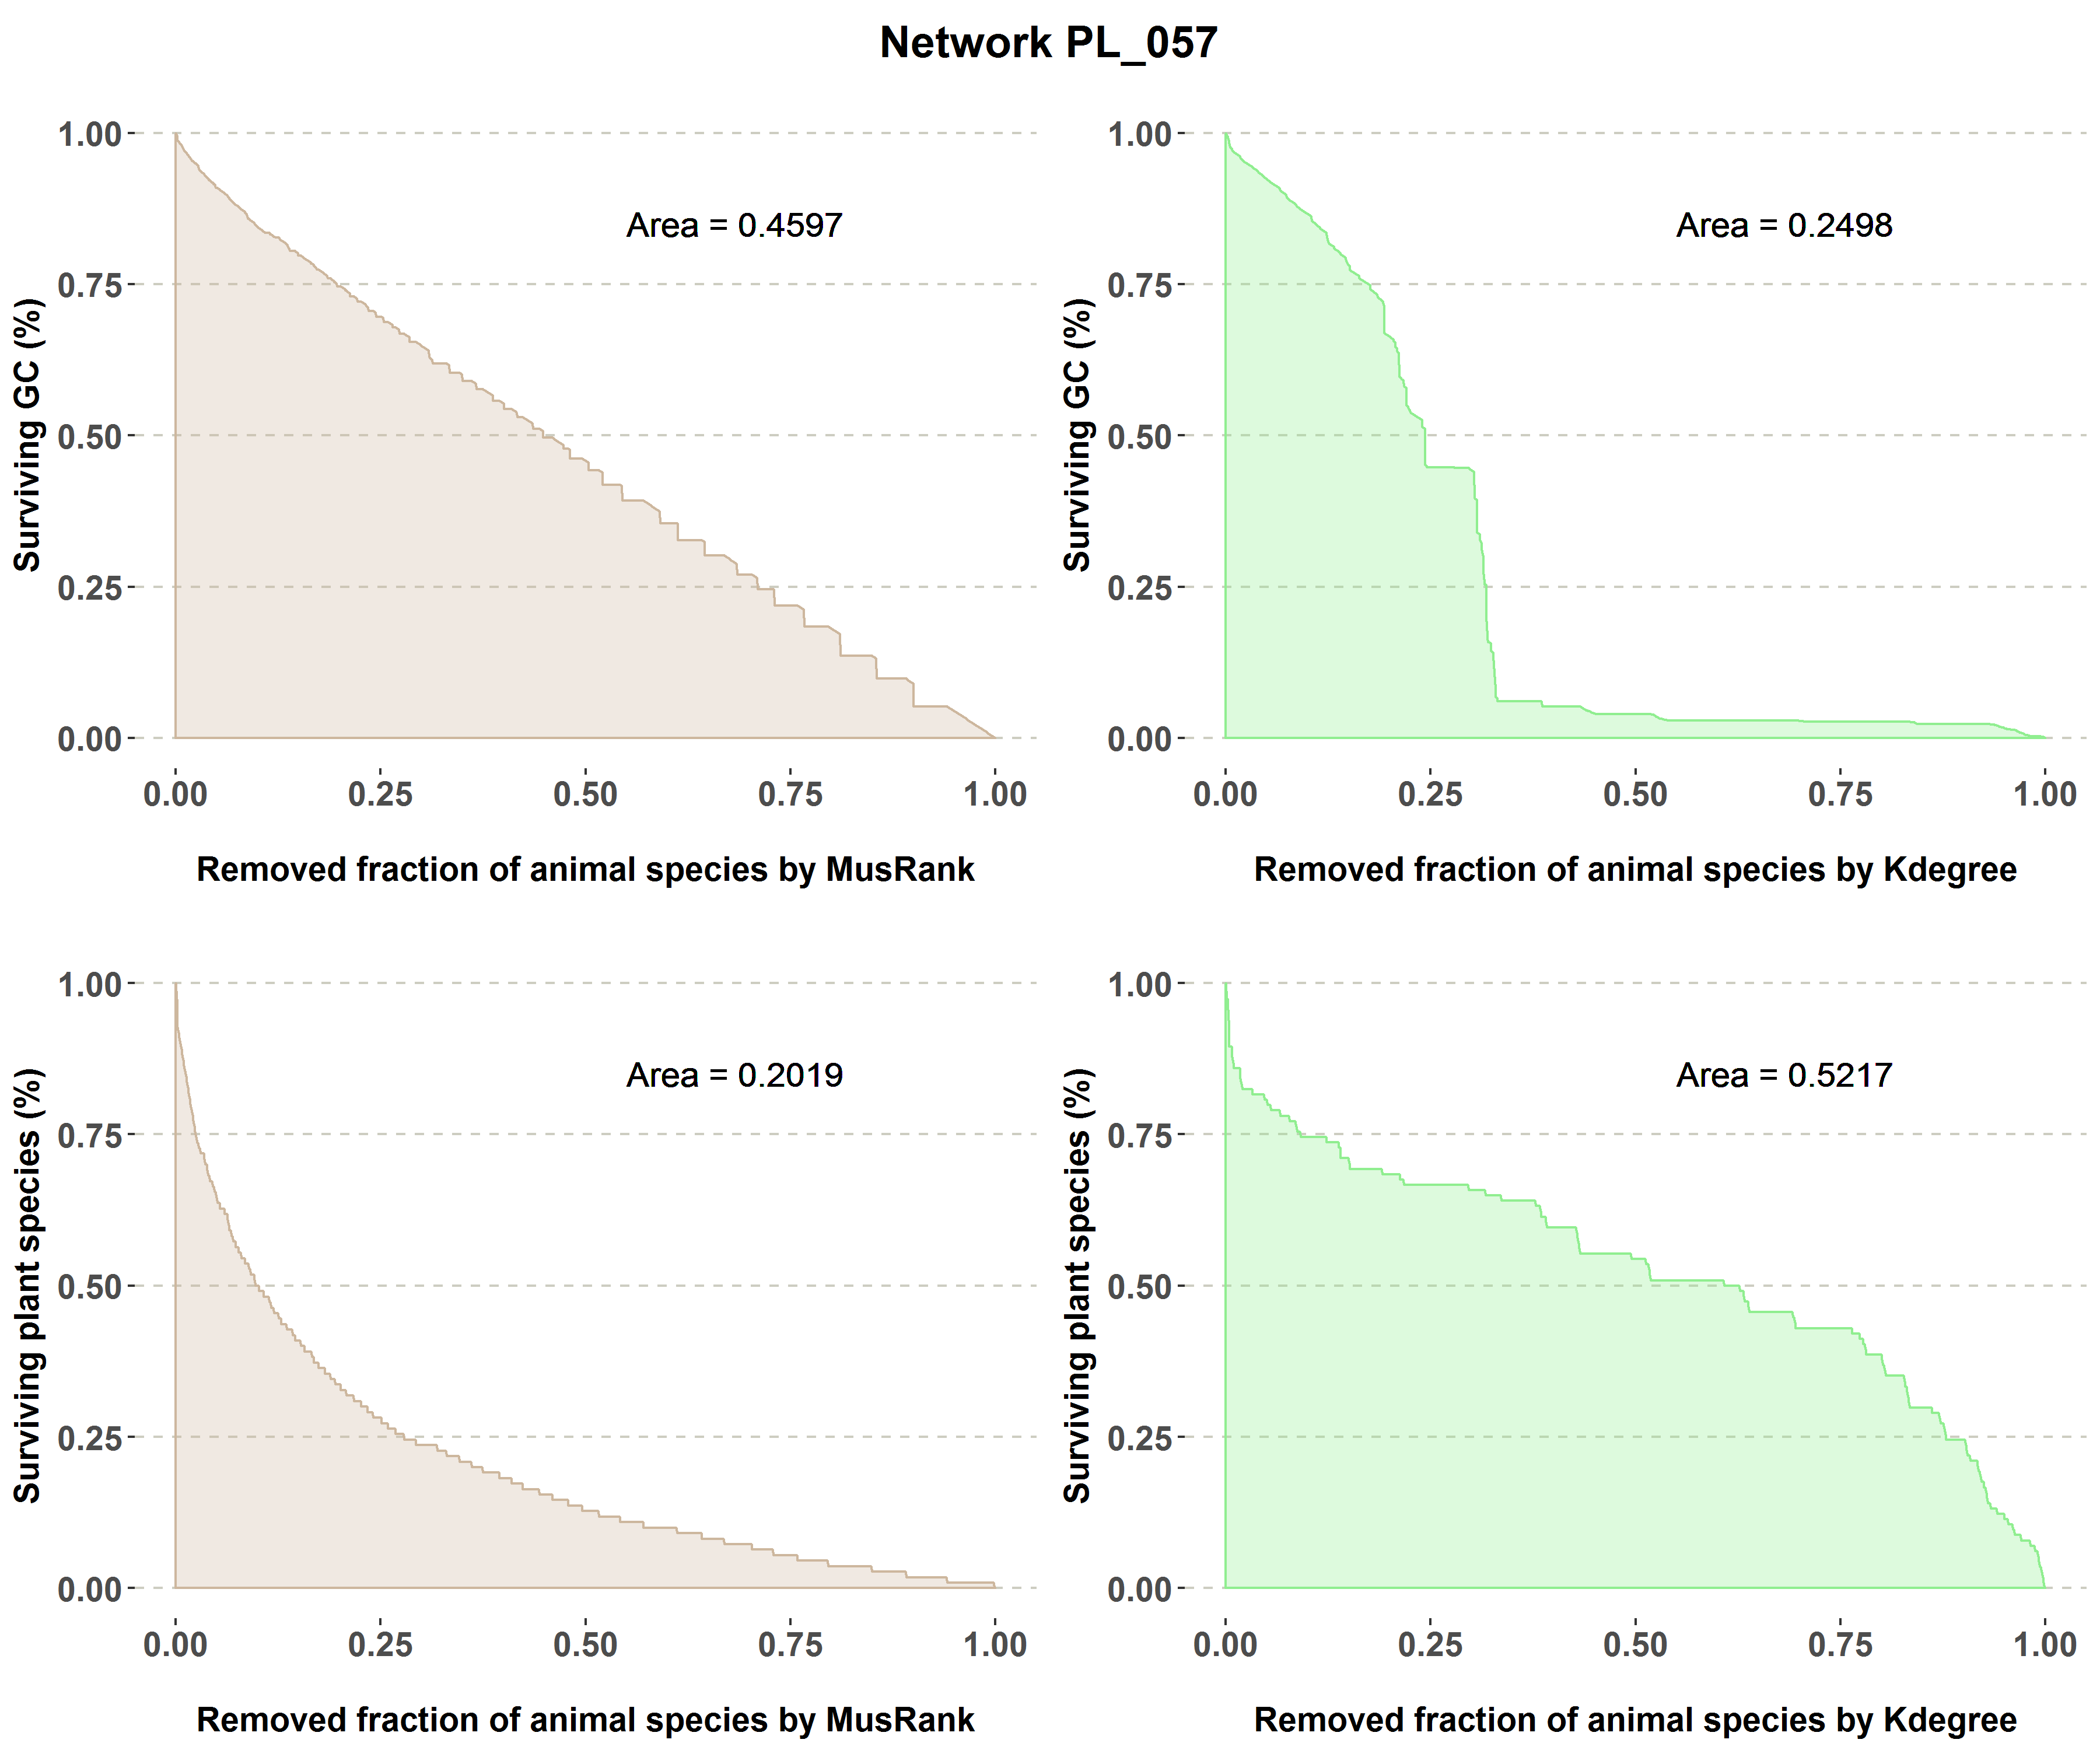 Network PL_057
Surviving GC (%)
1.00
0.75
0.50
0.25
0.00
Area = 0.4597
0.00 0.25 0.50 0.75 1.00
Removed fraction of animal species by MusRank
Surviving GC (%)
1.00
0.75
0.50
0.25
0.00
Area = 0.2498
0.00 0.25 0.50 0.75 1.00
Removed fraction of animal species by Kdegree
Surviving plant species (%)
1.00
0.75
0.50
0.25
0.00
Area = 0.2019
0.00 0.25 0.50 0.75 1.00
Removed fraction of animal species by MusRank
Surviving plant species (%)
1.00
0.75
0.50
0.25
0.00
Area = 0.5217
0.00 0.25 0.50 0.75 1.00
Removed fraction of animal species by Kdegree